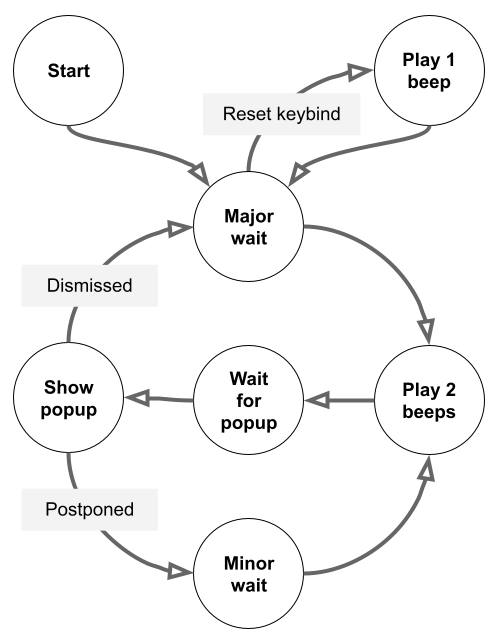 Start
Play 1
beep
Reset keybind
Major
wait
Dismissed
Show
popup
Wait
for
popup
Play 2
beeps
Postponed
Minor
wait